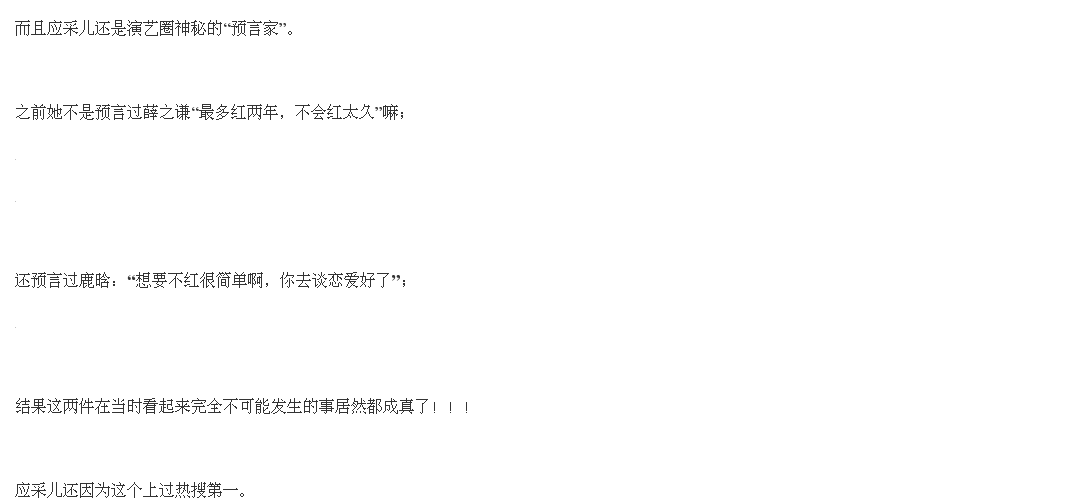 而且应采儿还是演艺圈神秘的“预言家”。
之前她不是预言过薛之谦“最多红两年，不会红太久”嘛；
还预言过鹿晗：“想要不红很简单啊，你去谈恋爱好了”；
结果这两件在当时看起来完全不可能发生的事居然都成真了！！！
应采儿还因为这个上过热搜第一。